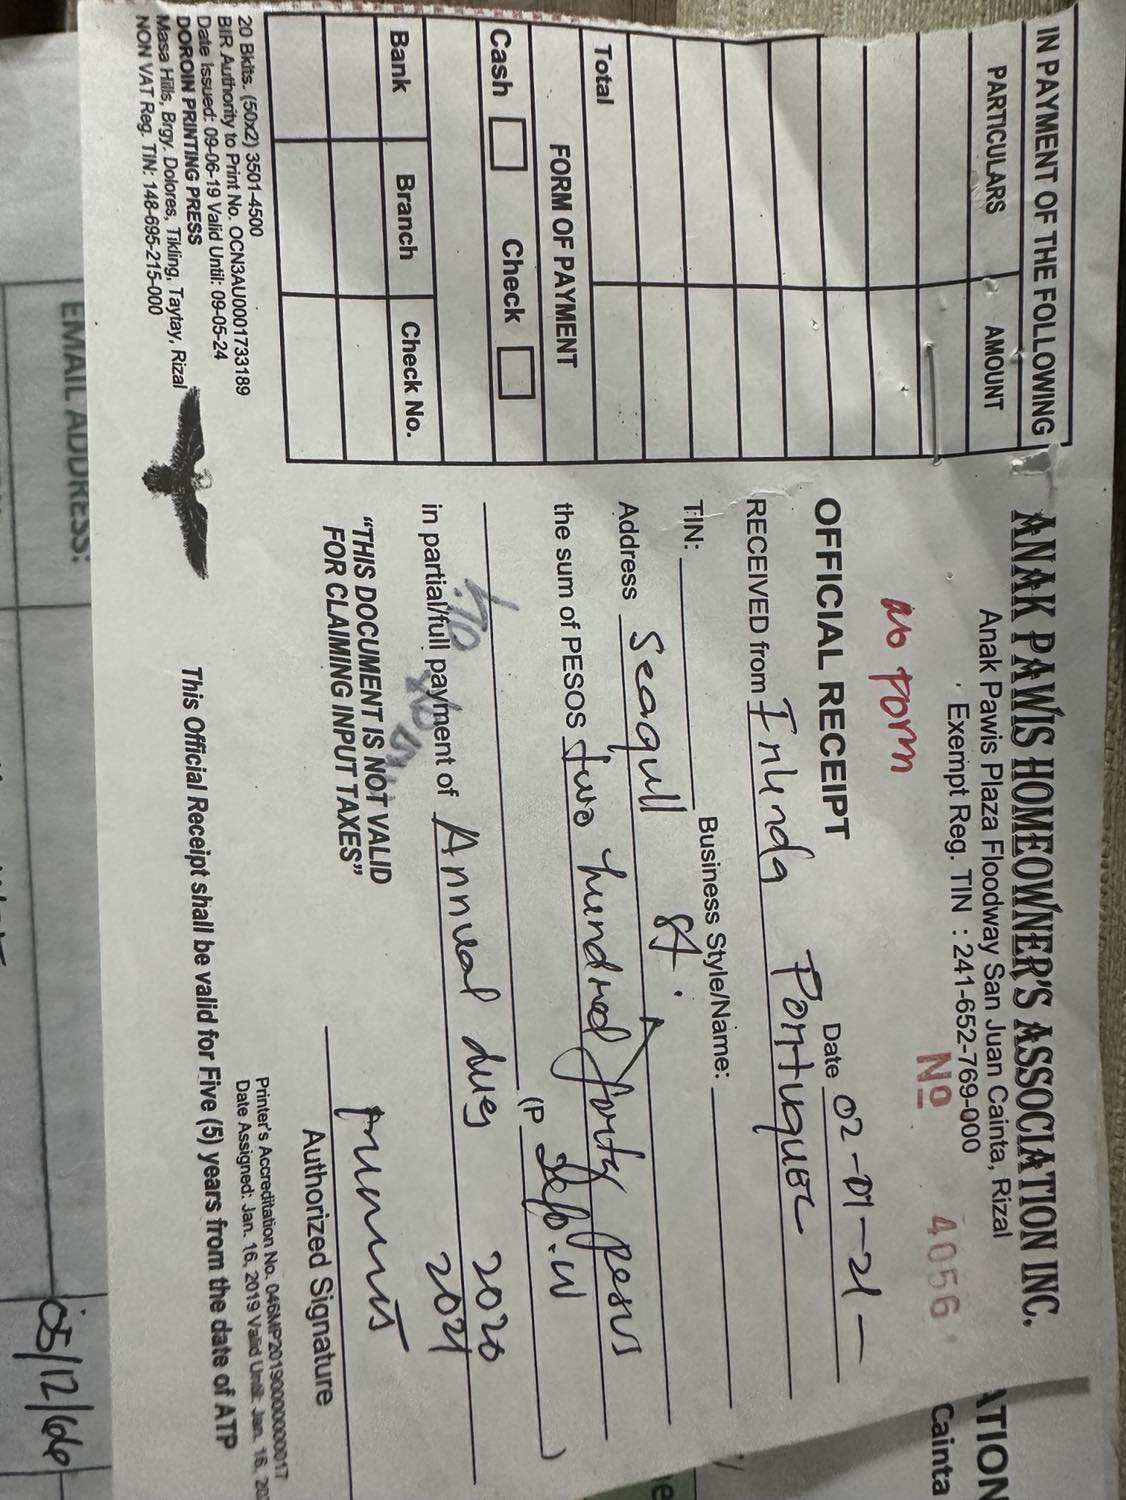 IN PAYMENT OF THE FOLLOWING
PARTICULARS AMOUNT
Total
FORM OF PAYMENT
Cash Check
Bank Branch Check No.
20 Bklts. (50x2) 3501-4500
BIR Authority to Print No. OCN3AU0001733189
Date Issued: 09-06-19 Valid Until: 09-05-24
DOROIN PRINTING PRESS
Masa Hills, Brgy. Dolores, Tikling, Taytay, Rizal
NON VAT Reg. TIN: 148-695-215-000
ANAK PAWIS HOMEOWNER'S ASSOCIATION INC.
Anak Pawis Plaza Floodway San Juan Cainta, Rizal
Exempt Reg. TIN : 241-652-769-000
No 4056
no form
OFFICIAL RECEIPT Date 02-01-21
RECEIVED from Portuguez
TIN: Business Style/Name:
Address Seagull St.
the sum of PESOS two hundred forty pesos
(P 240.00 )
in partial/full payment of Annual dues 2020
2021
"THIS DOCUMENT IS NOT VALID
FOR CLAIMING INPUT TAXES"
Authorized Signature
Printer's Accreditation No. 046MP20190000000017
Date Assigned: Jan. 16, 2019 Valid Until: Jan. 16,
This Official Receipt shall be valid for Five (5) years from the date of ATP
ATION
Cainta
EMAIL ADDRESS:
05/12/66